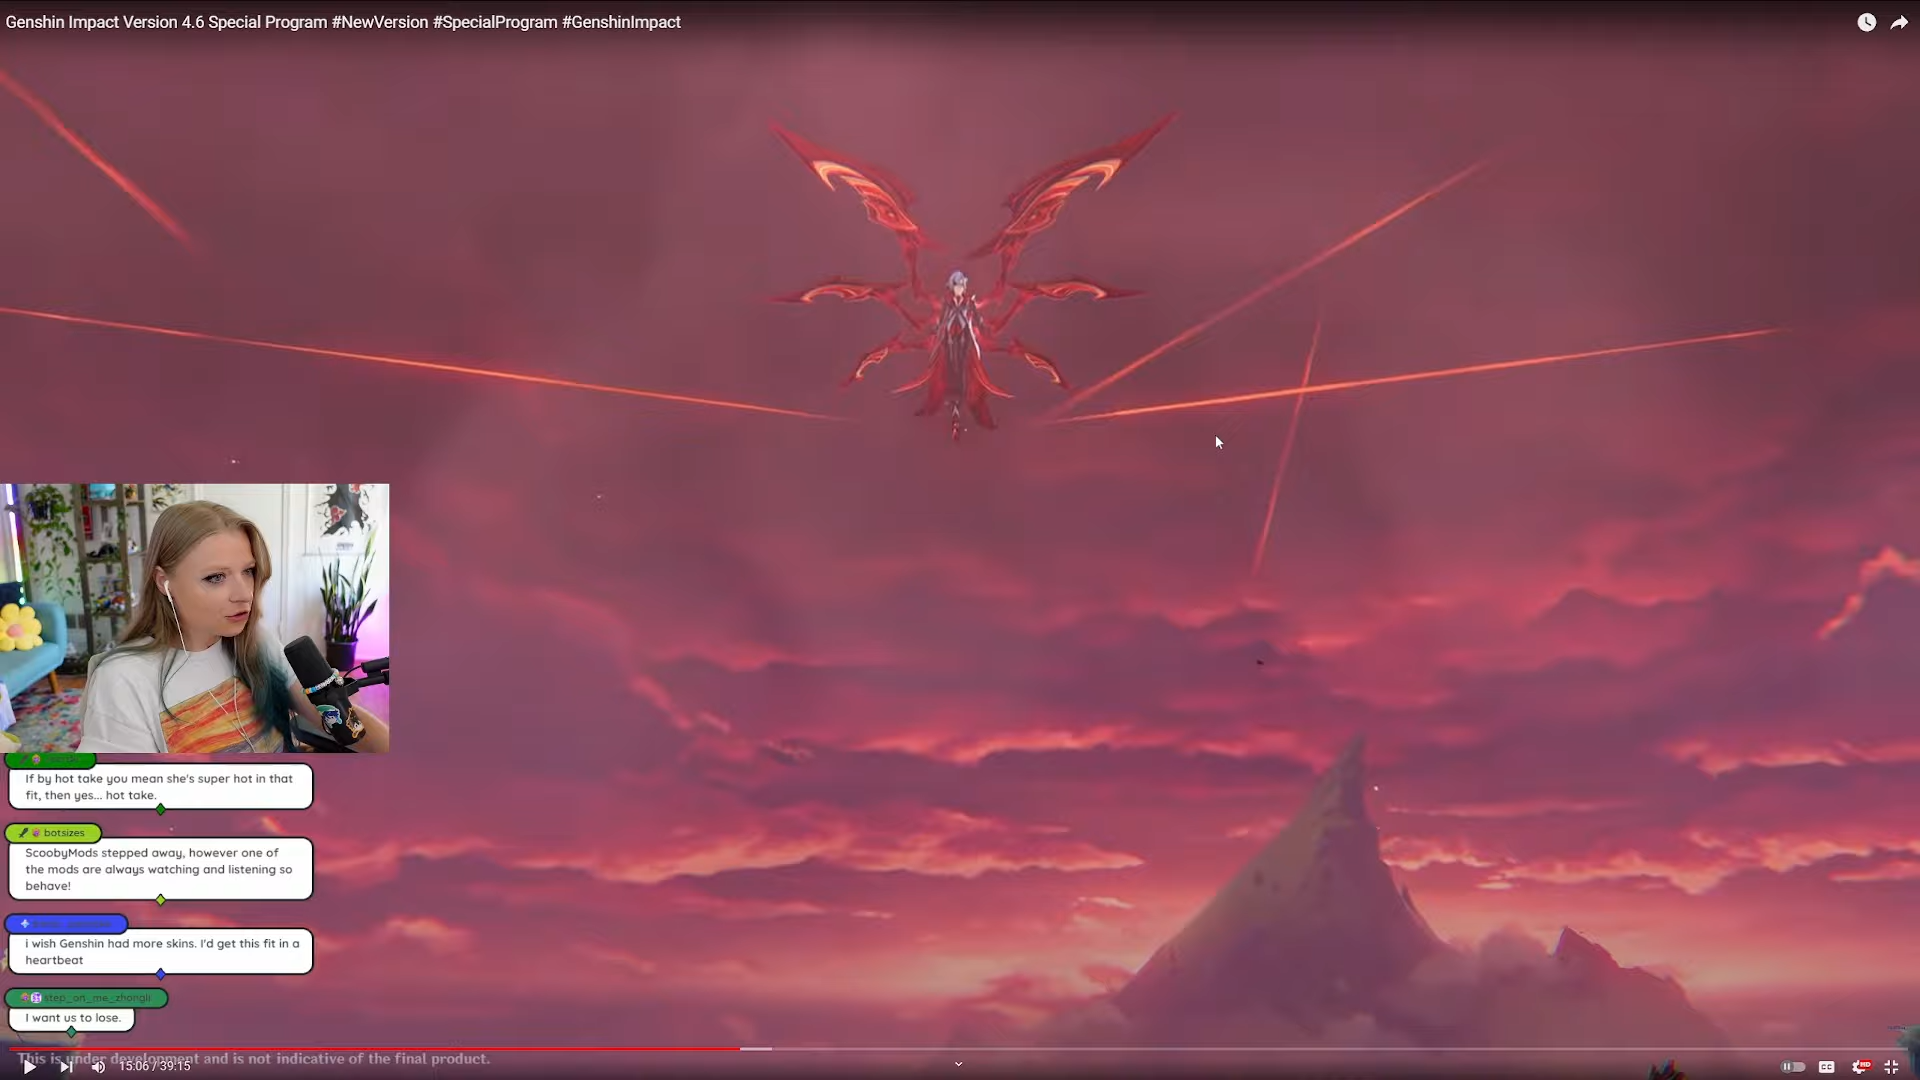 Genshin Impact Version 4.6 Special Program #NewVersion #SpecialProgram #GenshinImpact
If by hot take you mean she's super hot in that
fit, then yes... hot take.
botsizes
ScoobyMods stepped away, however one of
the mods are always watching and listening so
behave!
i wish Genshin had more skins. I'd get this fit in a
heartbeat
step_on_me_zhongli
I want us to lose.
This is under development and is not indicative of the final product.
15:06 / 39:15
CC
HD